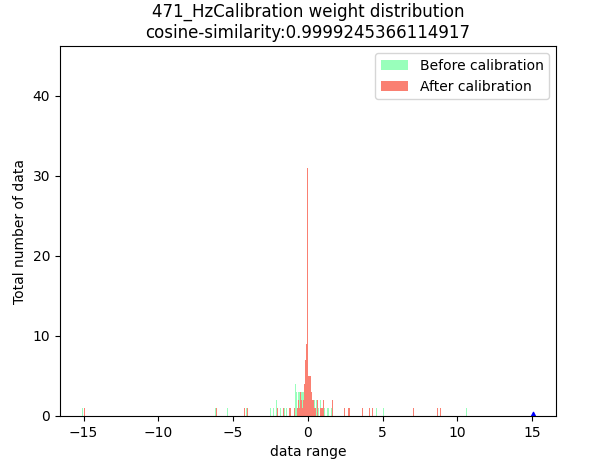 471_HzCalibration weight distribution
cosine-similarity:0.9999245366114917
Before calibration
After calibration
Total number of data
40
30
20
10
0
−15
−10
−5
0
5
10
15
data range